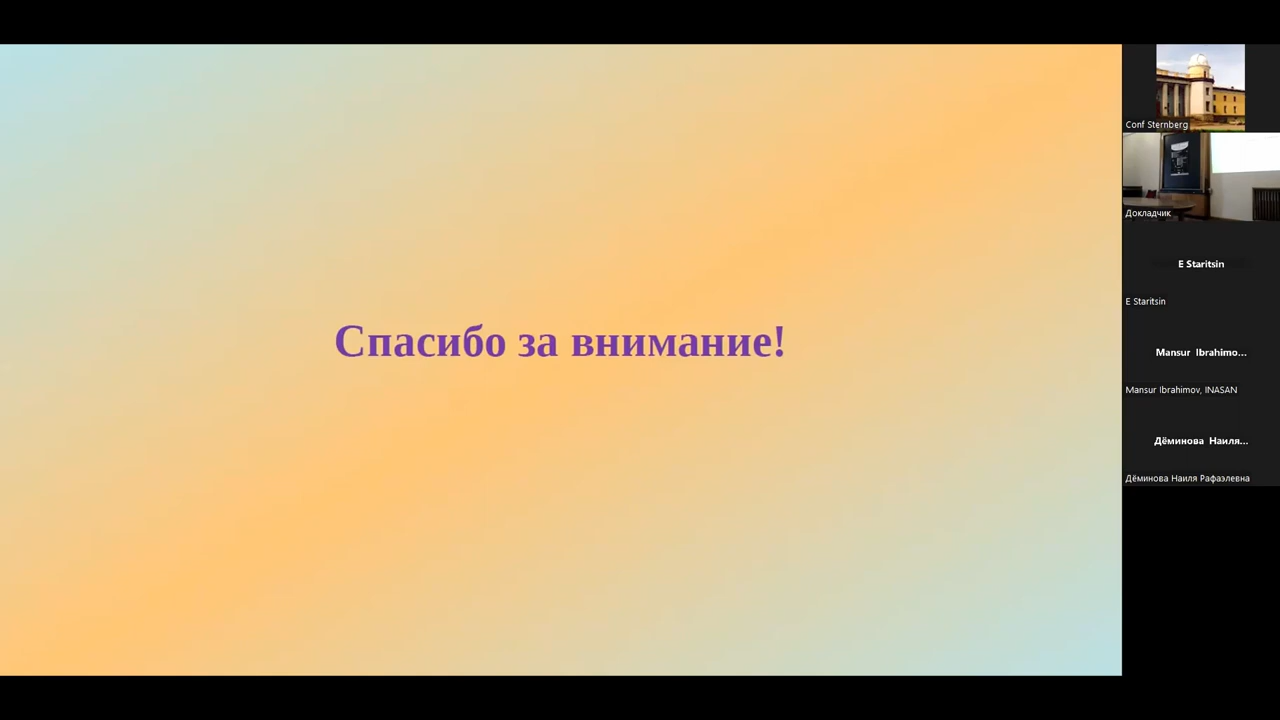 Спасибо за внимание!
Conf Sternberg
Докладчик
E Staritsin
E Staritsin
Mansur Ibrahimo...
Mansur Ibrahimov, INASAN
Дёминова Наиля...
Дёминова Наиля Рафаэлевна